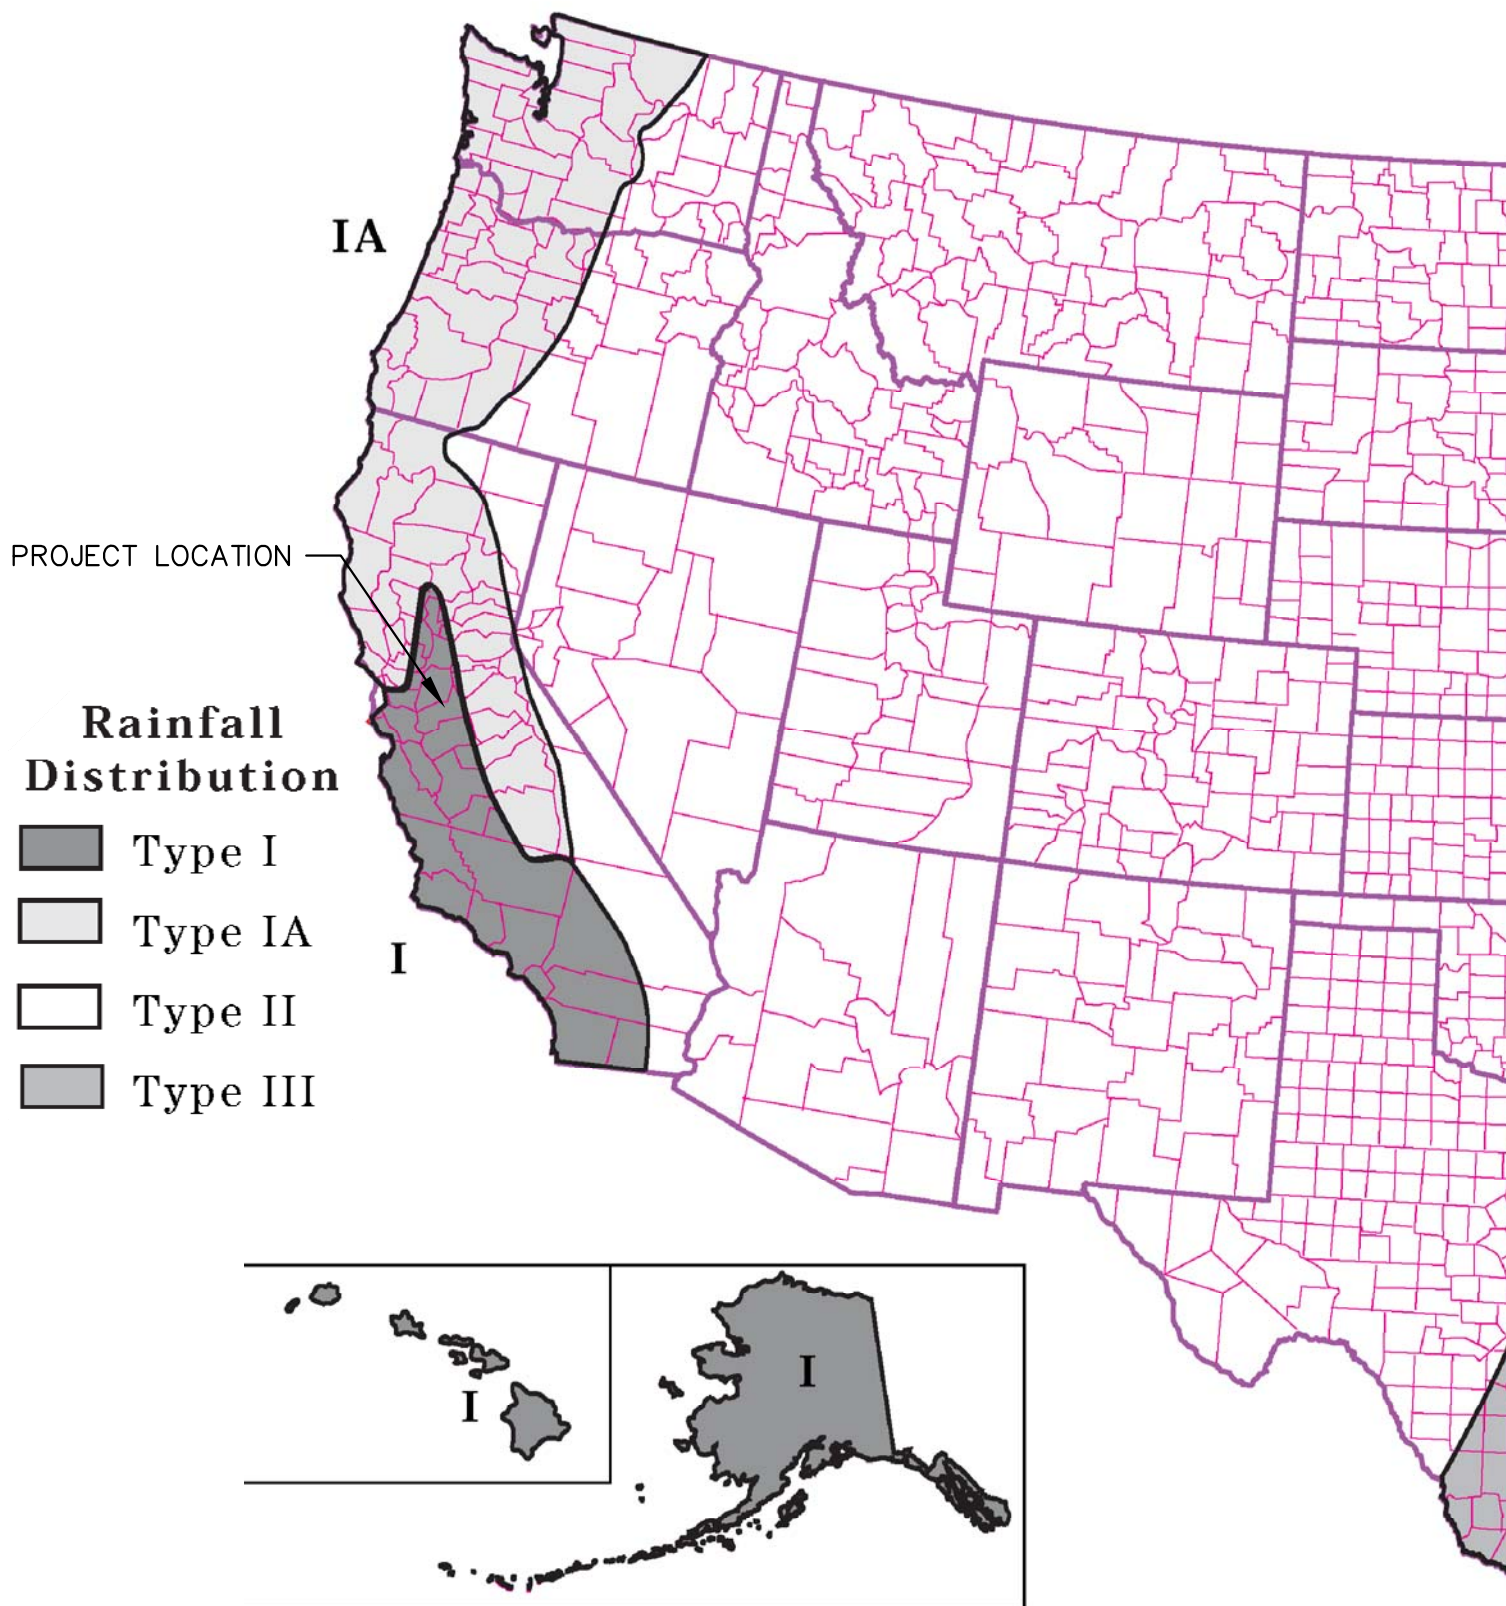 IA
PROJECT LOCATION
Rainfall
Distribution
Type I
Type IA
Type II
Type III
I
I
I